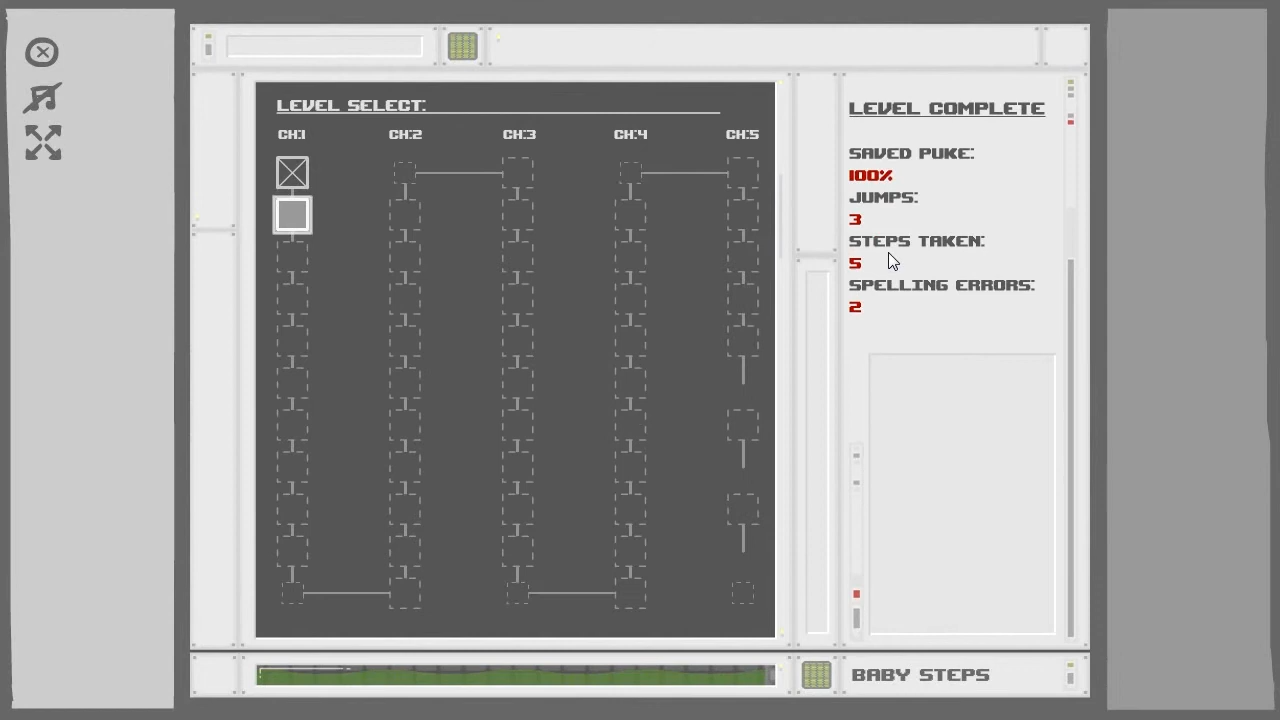 LEVEL SELECT:
CH:1 CH:2 CH:3 CH:4 CH:5
LEVEL COMPLETE
SAVED PUKE:
100%
JUMPS:
3
STEPS TAKEN:
5
SPELLING ERRORS:
2
BABY STEPS